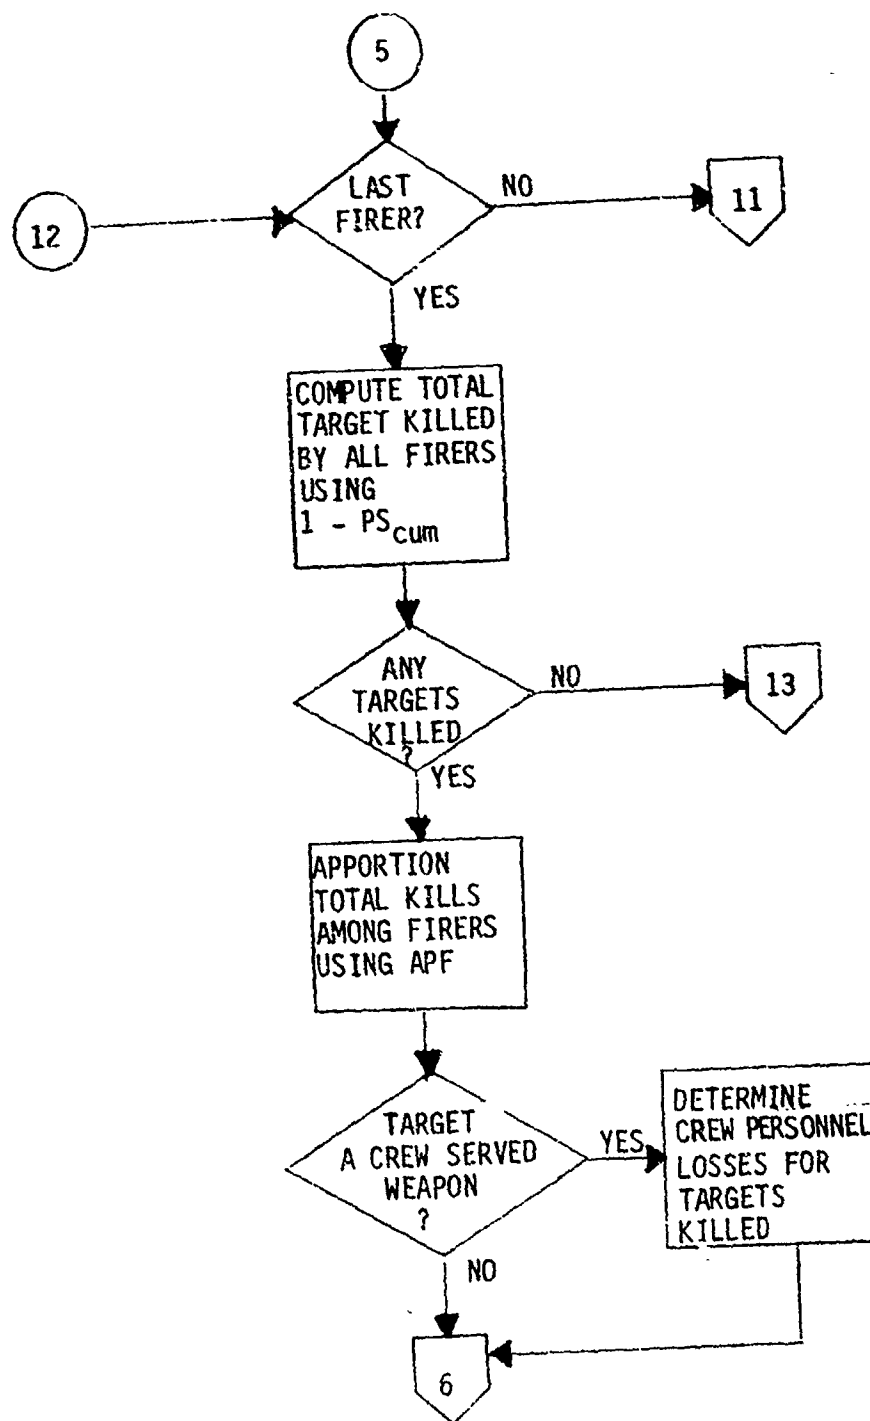 5
LAST
FIRER?
NO
11
12
YES
COMPUTE TOTAL
TARGET KILLED
BY ALL FIRERS
USING
1 - PScum
ANY
TARGETS
KILLED
?
NO
13
YES
APPORTION
TOTAL KILLS
AMONG FIRERS
USING APF
TARGET
A CREW SERVED
WEAPON
?
YES
DETERMINE
CREW PERSONNEL
LOSSES FOR
TARGETS
KILLED
NO
6